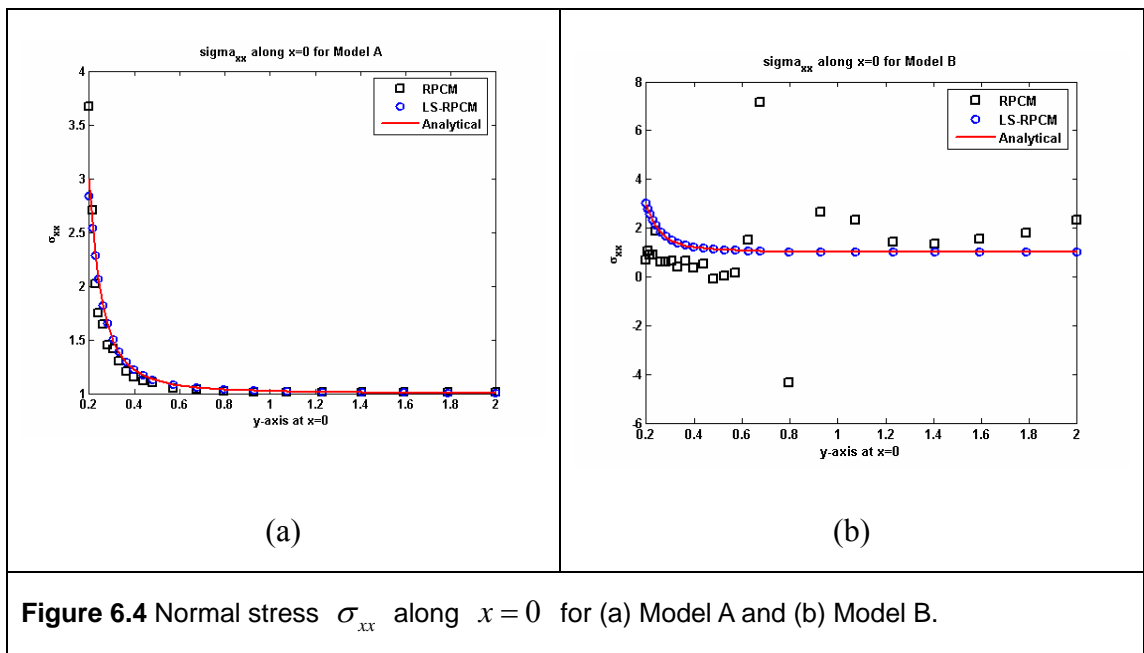 sigma_xx along x=0 for Model A
4
3.5
3
2.5
2
1.5
1
σ_xx
RPCM
LS-RPCM
Analytical
0.2 0.4 0.6 0.8 1 1.2 1.4 1.6 1.8 2
y-axis at x=0
(a)
sigma_xx along x=0 for Model B
8
6
4
2
0
-2
-4
-6
σ_xx
RPCM
LS-RPCM
Analytical
0.2 0.4 0.6 0.8 1 1.2 1.4 1.6 1.8 2
y-axis at x=0
(b)
Figure 6.4 Normal stress σ_xx along x = 0 for (a) Model A and (b) Model B.